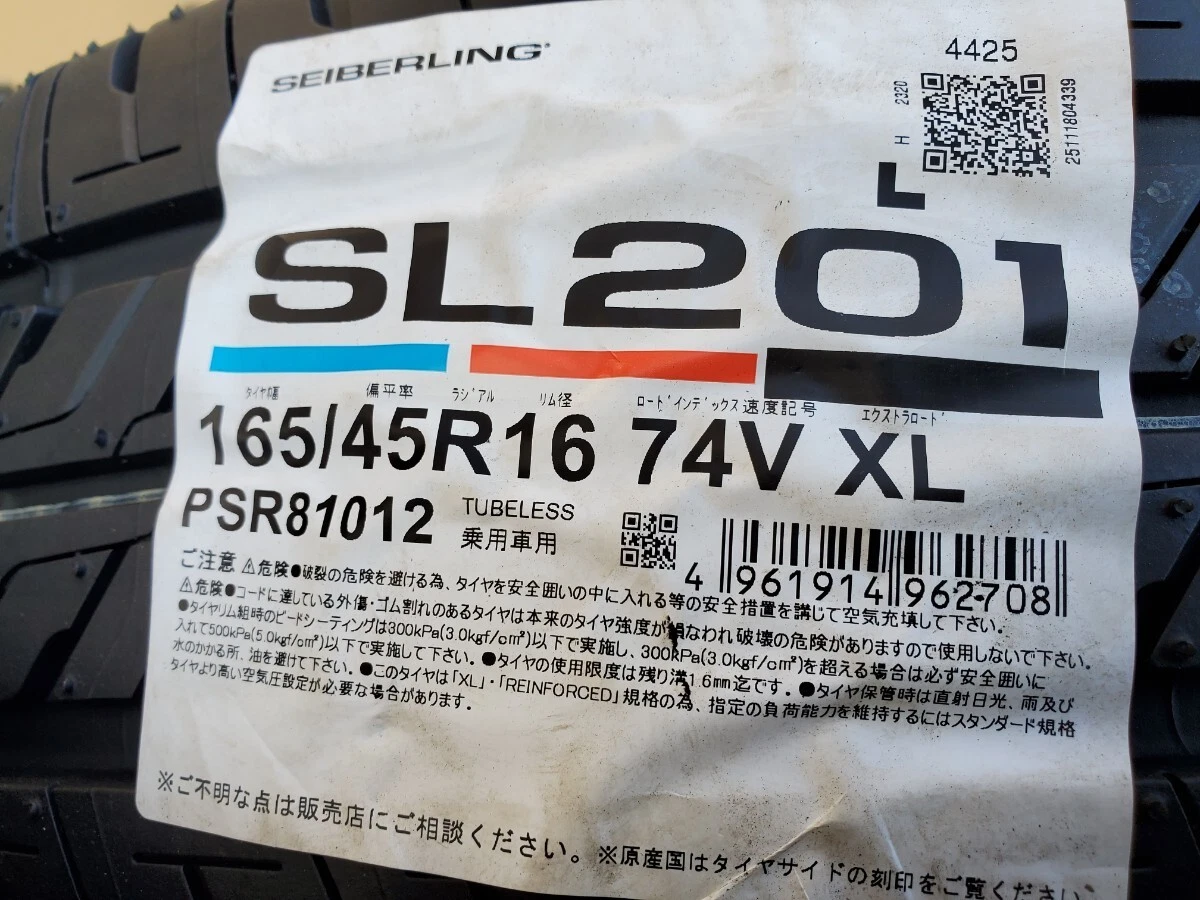 SEIBERLING
4425
H 2320
25111804339
L
SL201
タイヤ幅 偏平率 ラジアル リム径 ロードインデックス 速度記号 エクストラロード
165/45R16 74V XL
PSR81012 TUBELESS
乗用車用
4 961914 962708
ご注意 ⚠危険●破裂の危険を避ける為、タイヤを安全囲いの中に入れる等の安全措置を講じて空気充填して下さい。
⚠危険●コードに達している外傷・ゴム割れのあるタイヤは本来のタイヤ強度が損なわれ破壊の危険がありますので使用しないで下さい。
●タイヤリム組時のビードシーティングは300kPa(3.0kgf/cm²)以下で実施し、300kPa(3.0kgf/cm²)を超える場合は必ず安全囲いに
入れて500kPa(5.0kgf/cm²)以下で実施して下さい。●タイヤの使用限度は残り溝1.6mm迄です。●タイヤ保管時は直射日光、雨及び
水のかかる所、油を避けて下さい。●このタイヤは「XL」・「REINFORCED」規格の為、指定の負荷能力を維持するにはスタンダード規格
タイヤより高い空気圧設定が必要な場合があります。
※ご不明な点は販売店にご相談ください。※原産国はタイヤサイドの刻印をご覧ください。